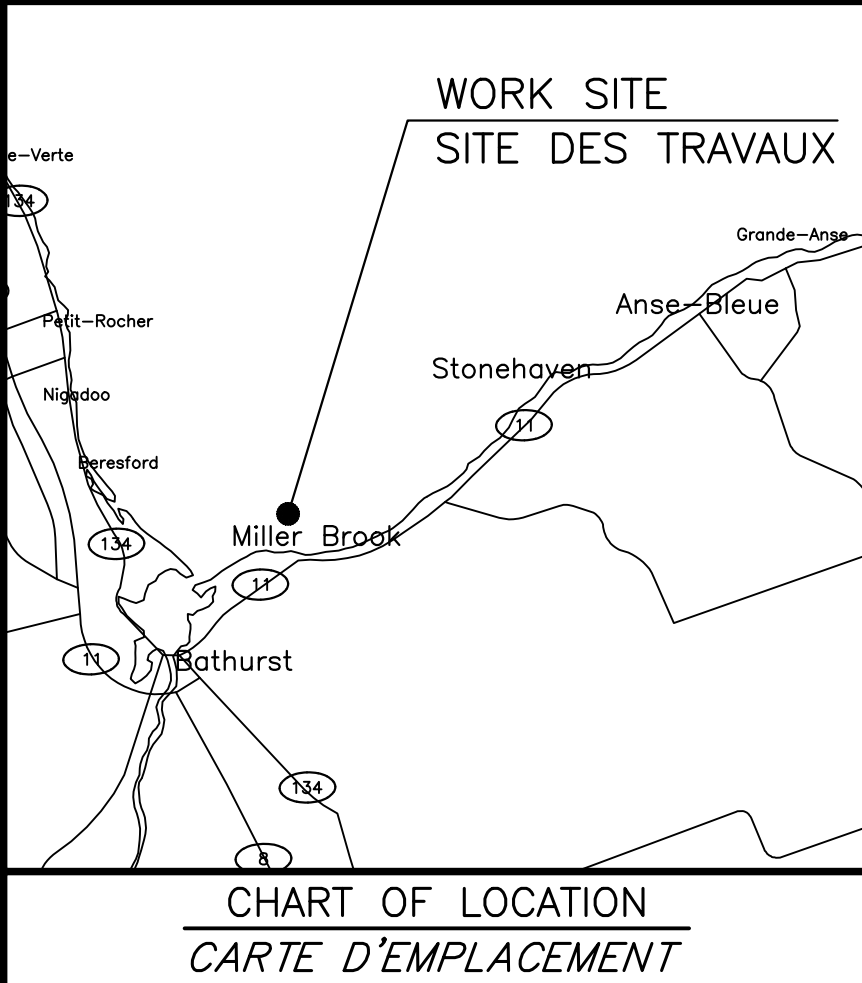 WORK SITE
SITE DES TRAVAUX
e-Verte
134
Grande-Anse
Anse-Bleue
Petit-Rocher
Stonehaven
Nigadoo
11
Beresford
Miller Brook
134
11
11
Bathurst
134
8
CHART OF LOCATION
CARTE D'EMPLACEMENT